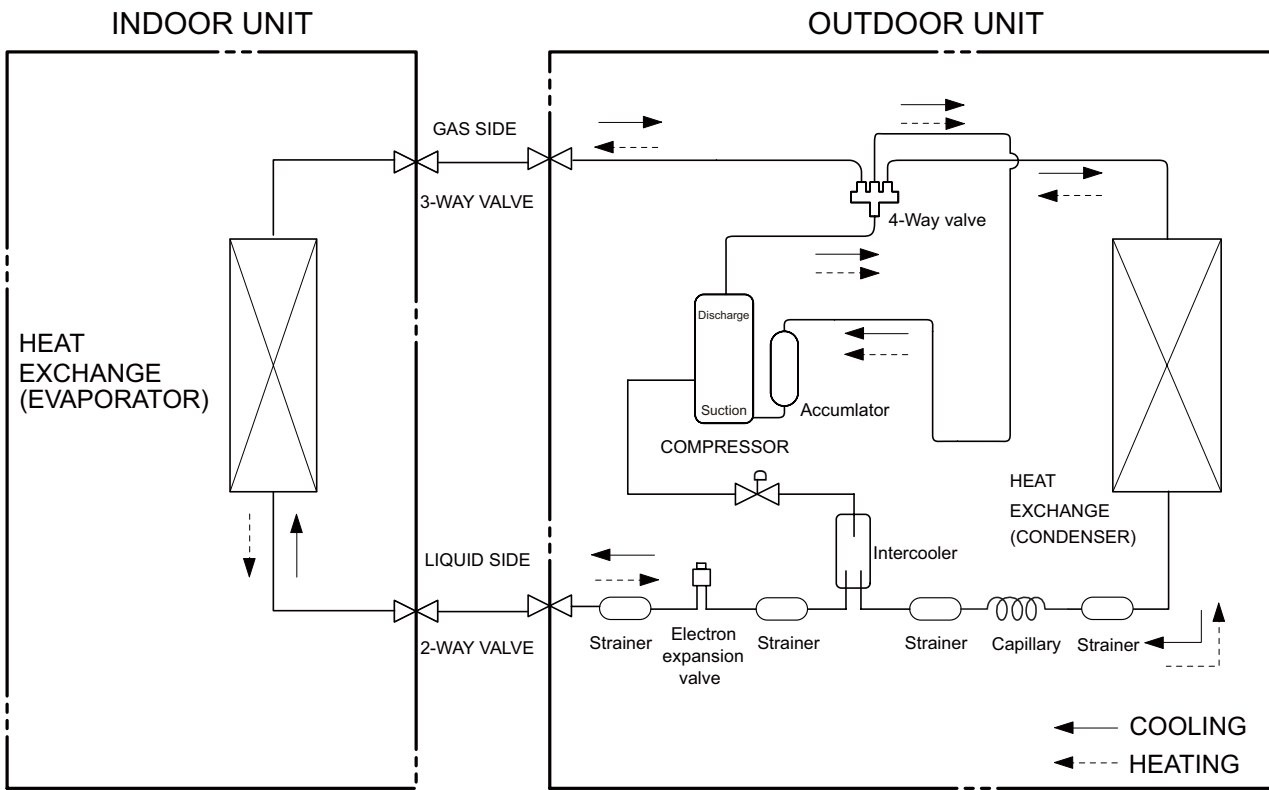 INDOOR UNIT
OUTDOOR UNIT
GAS SIDE
3-WAY VALVE
4-Way valve
Discharge
HEAT
EXCHANGE
(EVAPORATOR)
Suction
Accumlator
COMPRESSOR
HEAT
EXCHANGE
(CONDENSER)
Intercooler
LIQUID SIDE
2-WAY VALVE
Strainer
Electron
expansion
valve
Strainer
Strainer
Capillary
Strainer
COOLING
HEATING